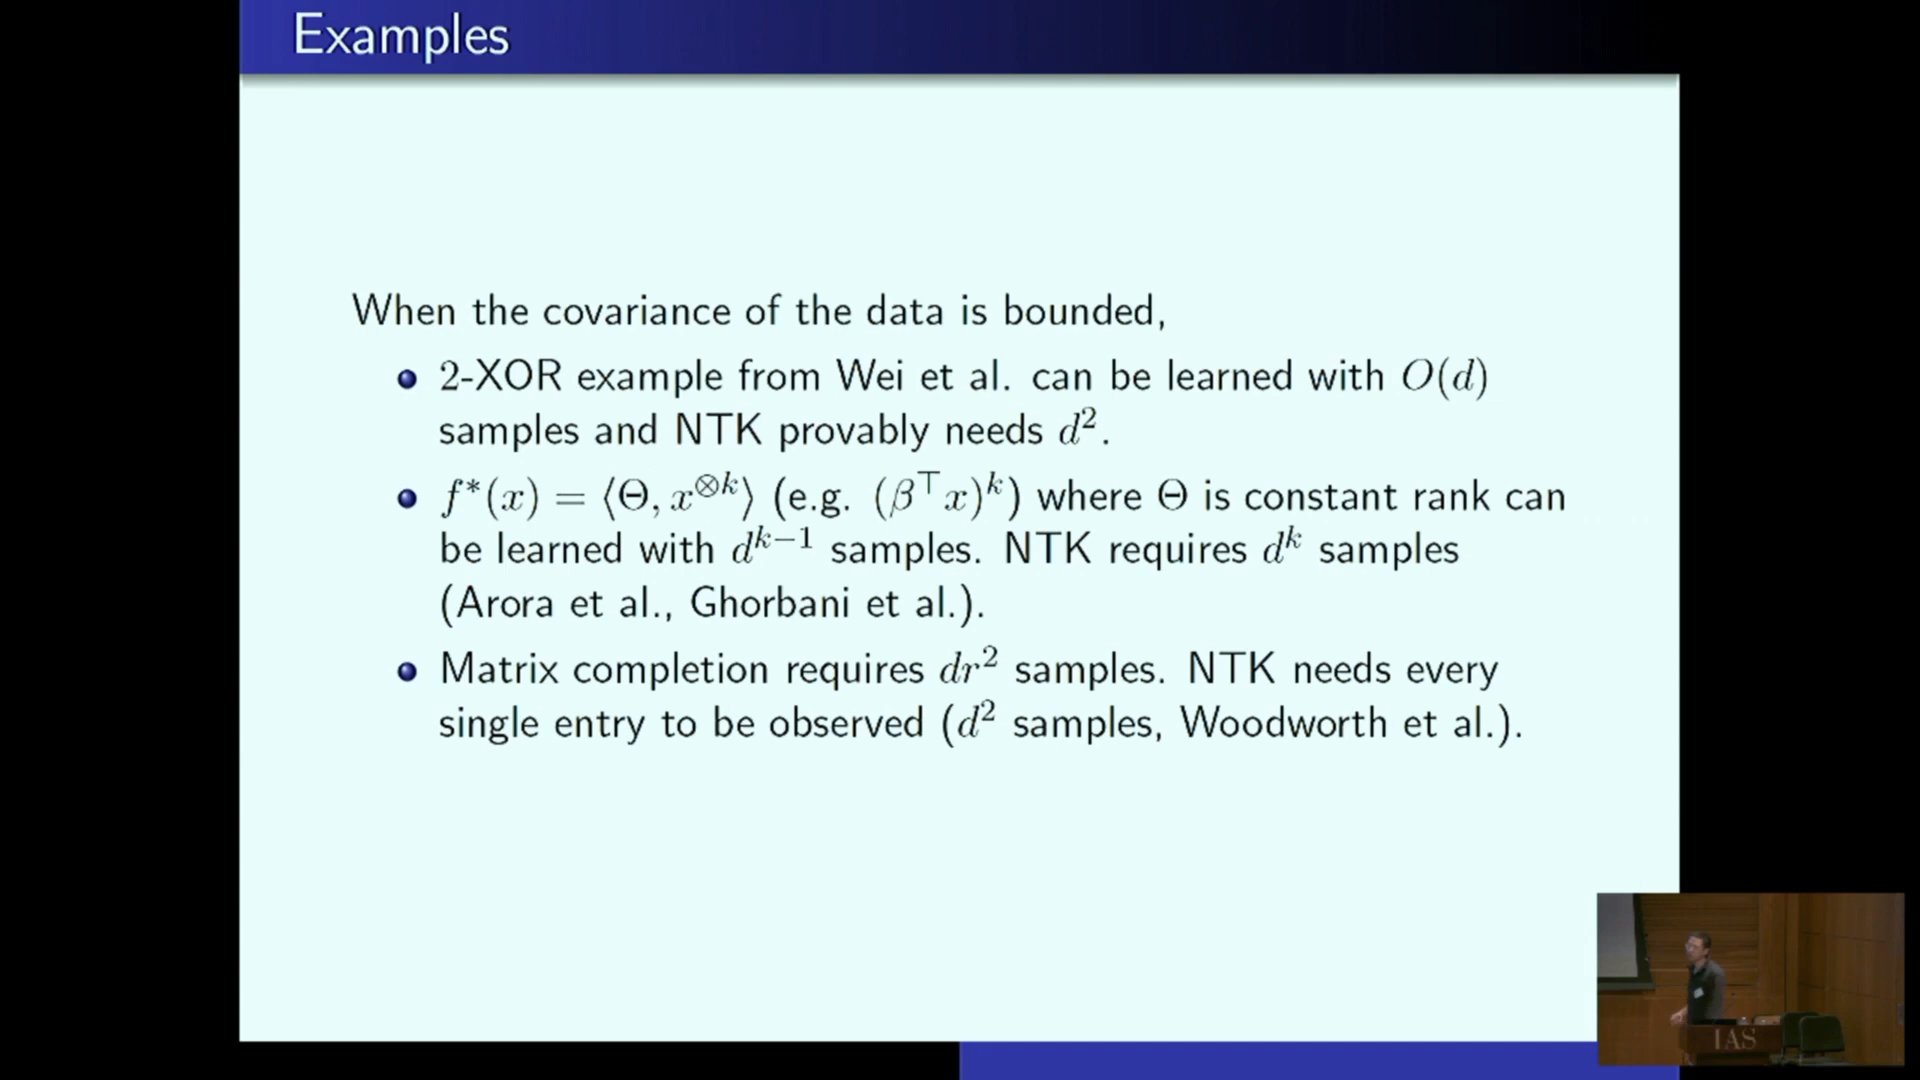 Examples
When the covariance of the data is bounded,
2-XOR example from Wei et al. can be learned with O(d)
samples and NTK provably needs d².
f*(x) = ⟨Θ, x^{⊗k}⟩ (e.g. (β^⊤x)^k) where Θ is constant rank can
be learned with d^{k−1} samples. NTK requires d^k samples
(Arora et al., Ghorbani et al.).
Matrix completion requires dr² samples. NTK needs every
single entry to be observed (d² samples, Woodworth et al.).
IAS